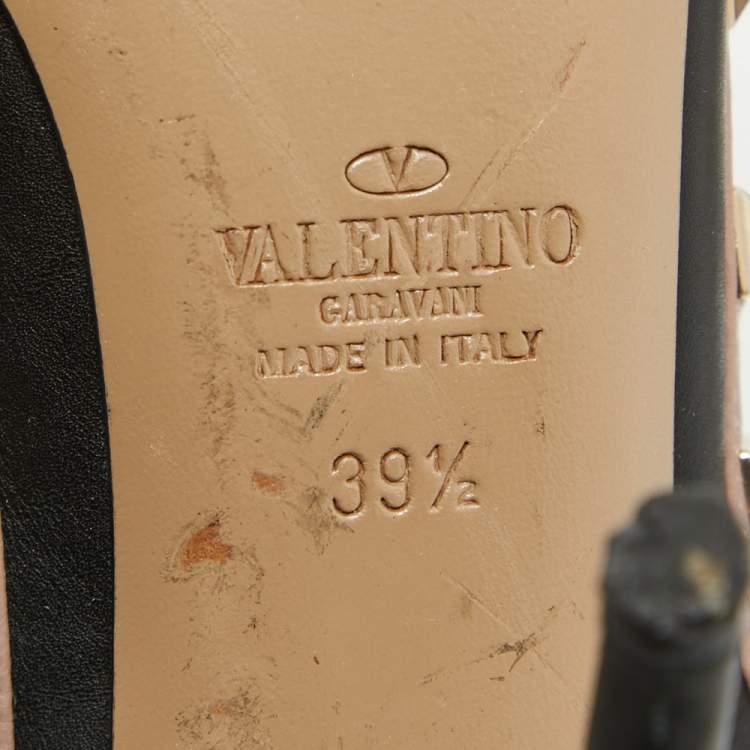 V
VALENTINO
GARAVANI
MADE IN ITALY
39½